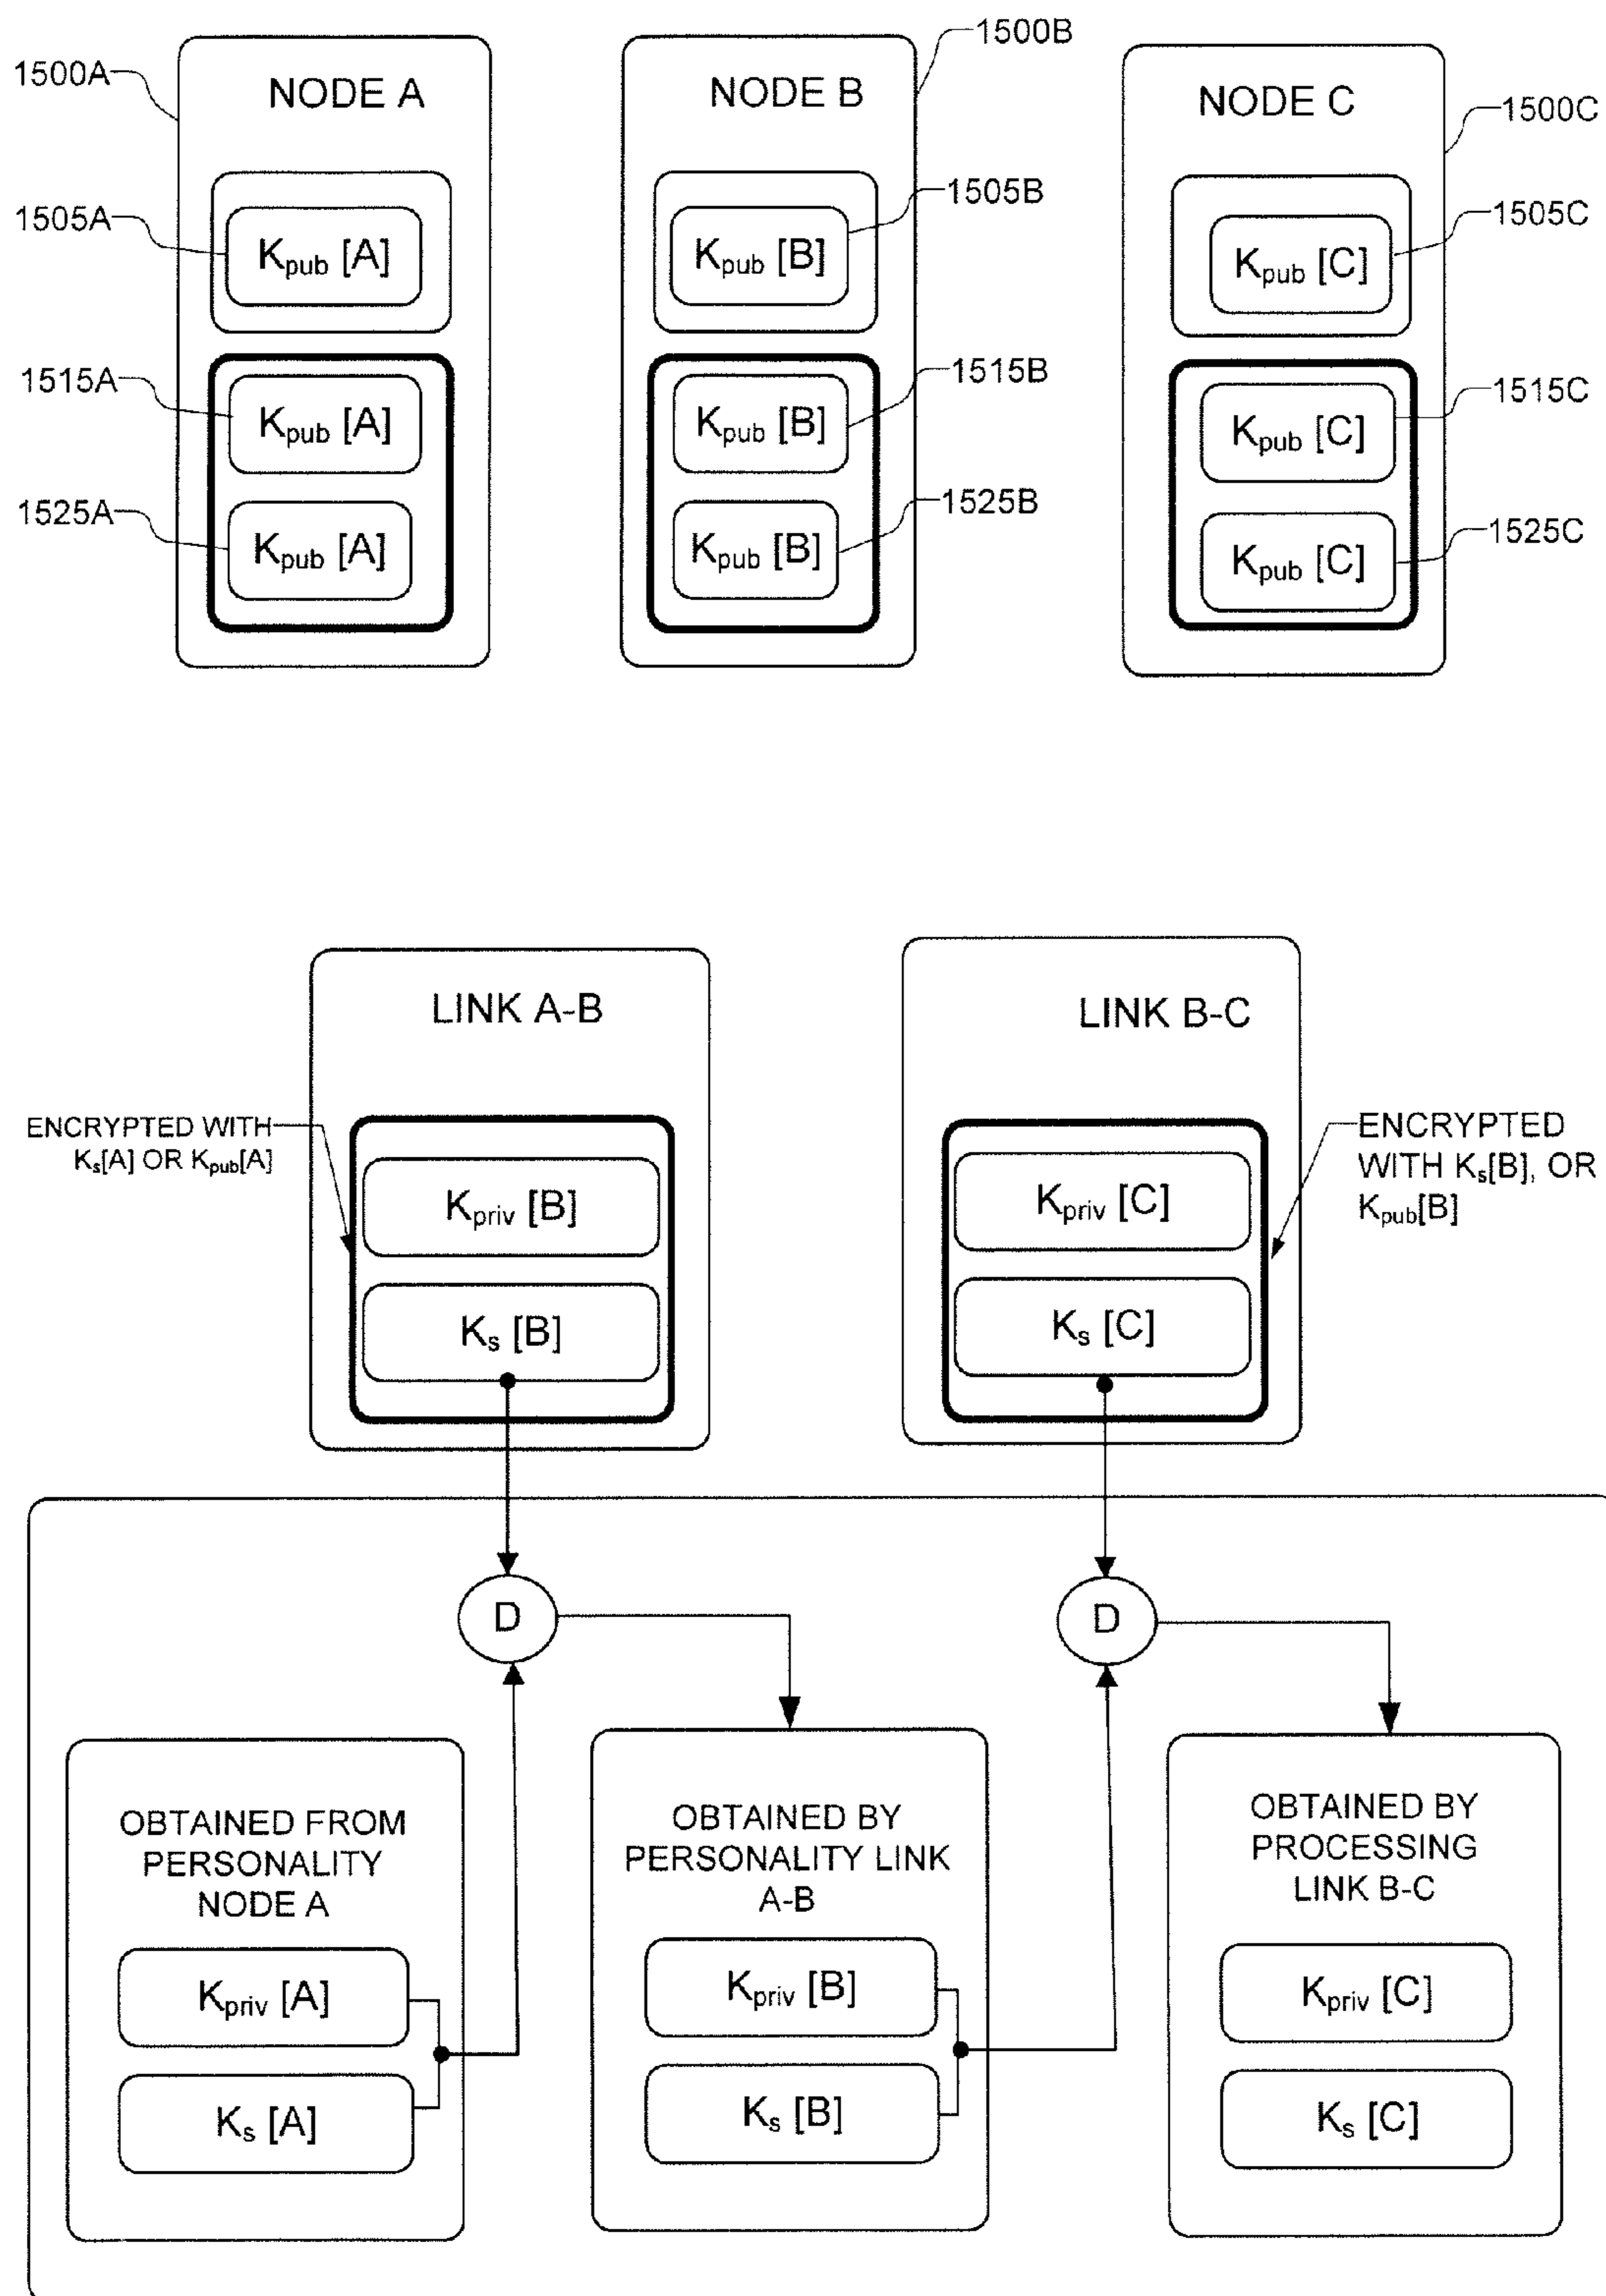 1500A
NODE A
1505A
Kpub [A]
1515A
Kpub [A]
1525A
Kpub [A]
1500B
NODE B
1505B
Kpub [B]
1515B
Kpub [B]
1525B
Kpub [B]
1500C
NODE C
1505C
Kpub [C]
1515C
Kpub [C]
1525C
Kpub [C]
LINK A-B
ENCRYPTED WITH
Ks[A] OR Kpub[A]
Kpriv [B]
Ks [B]
LINK B-C
ENCRYPTED
WITH Ks[B], OR
Kpub[B]
Kpriv [C]
Ks [C]
D
D
OBTAINED FROM
PERSONALITY
NODE A
Kpriv [A]
Ks [A]
OBTAINED BY
PERSONALITY LINK
A-B
Kpriv [B]
Ks [B]
OBTAINED BY
PROCESSING
LINK B-C
Kpriv [C]
Ks [C]